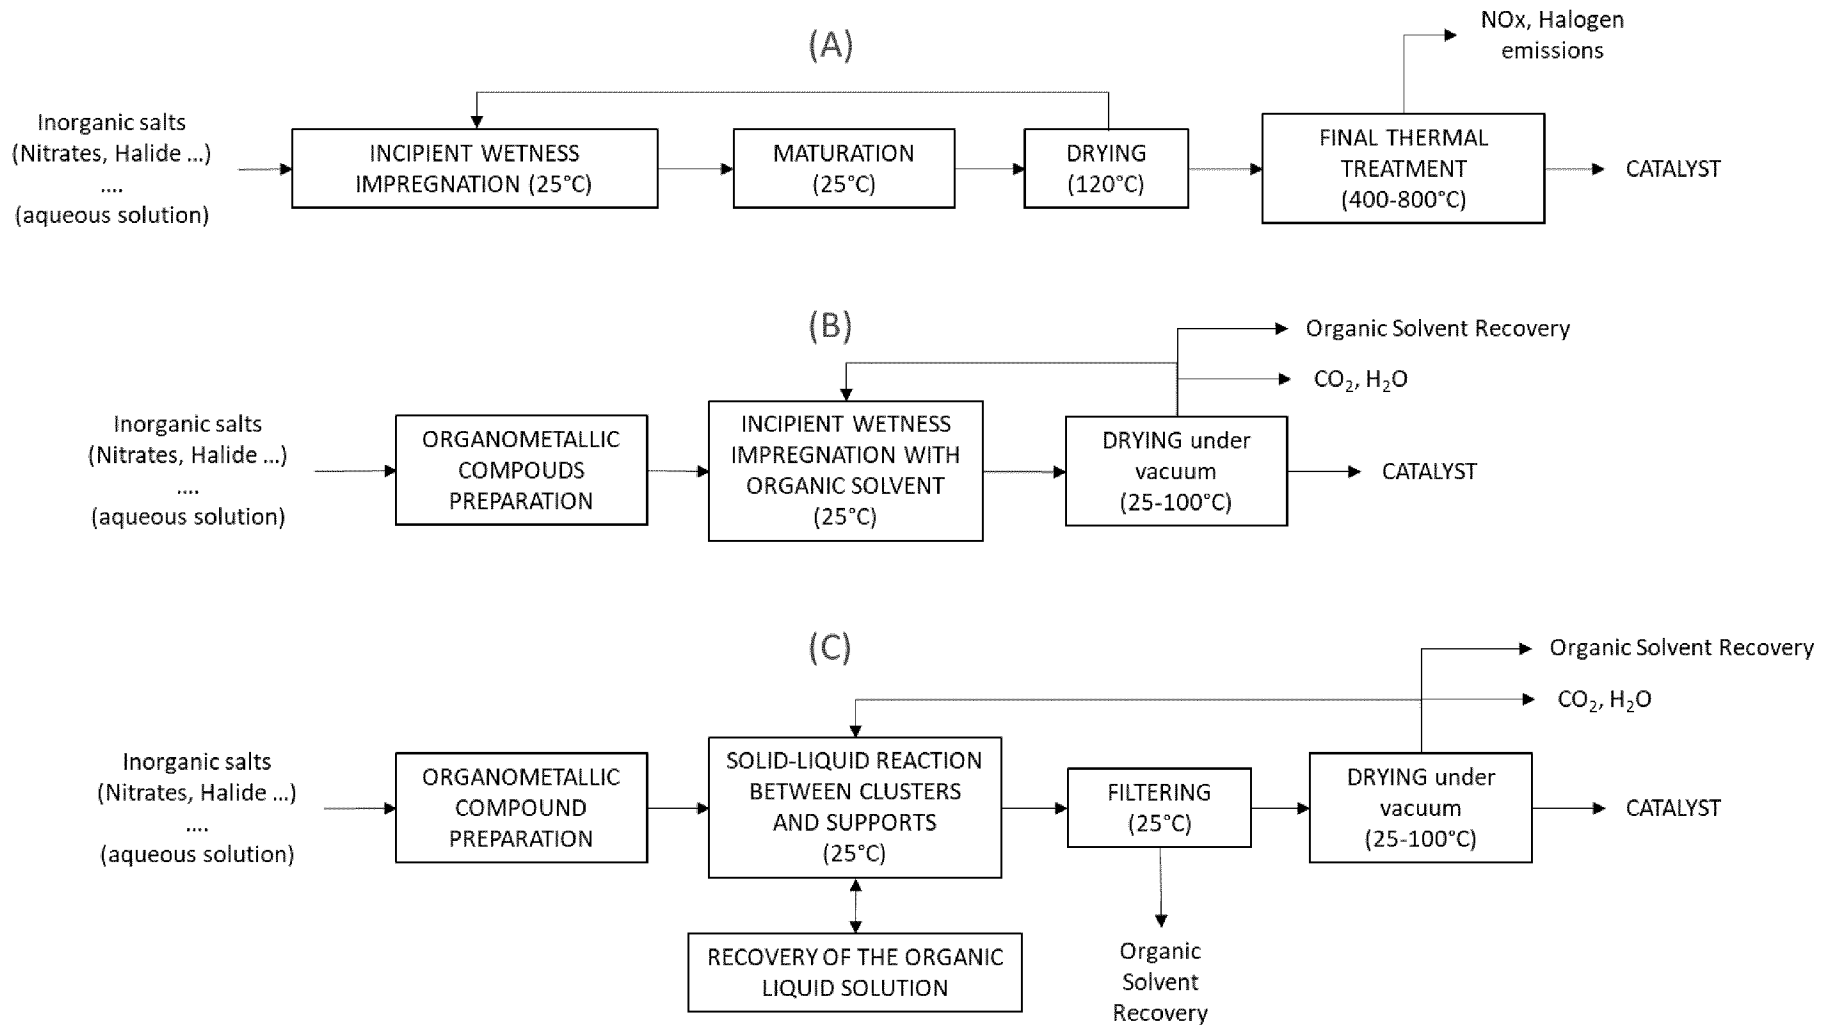 (A)
NOx, Halogen
emissions
Inorganic salts
(Nitrates, Halide ...)
....
(aqueous solution)
INCIPIENT WETNESS
IMPREGNATION (25°C)
MATURATION
(25°C)
DRYING
(120°C)
FINAL THERMAL
TREATMENT
(400-800°C)
CATALYST
(B)
Organic Solvent Recovery
CO₂, H₂O
Inorganic salts
(Nitrates, Halide ...)
....
(aqueous solution)
ORGANOMETALLIC
COMPOUDS
PREPARATION
INCIPIENT WETNESS
IMPREGNATION WITH
ORGANIC SOLVENT
(25°C)
DRYING under
vacuum
(25-100°C)
CATALYST
(C)
Organic Solvent Recovery
CO₂, H₂O
Inorganic salts
(Nitrates, Halide ...)
....
(aqueous solution)
ORGANOMETALLIC
COMPOUND
PREPARATION
SOLID-LIQUID REACTION
BETWEEN CLUSTERS
AND SUPPORTS
(25°C)
FILTERING
(25°C)
DRYING under
vacuum
(25-100°C)
CATALYST
RECOVERY OF THE ORGANIC
LIQUID SOLUTION
Organic
Solvent
Recovery